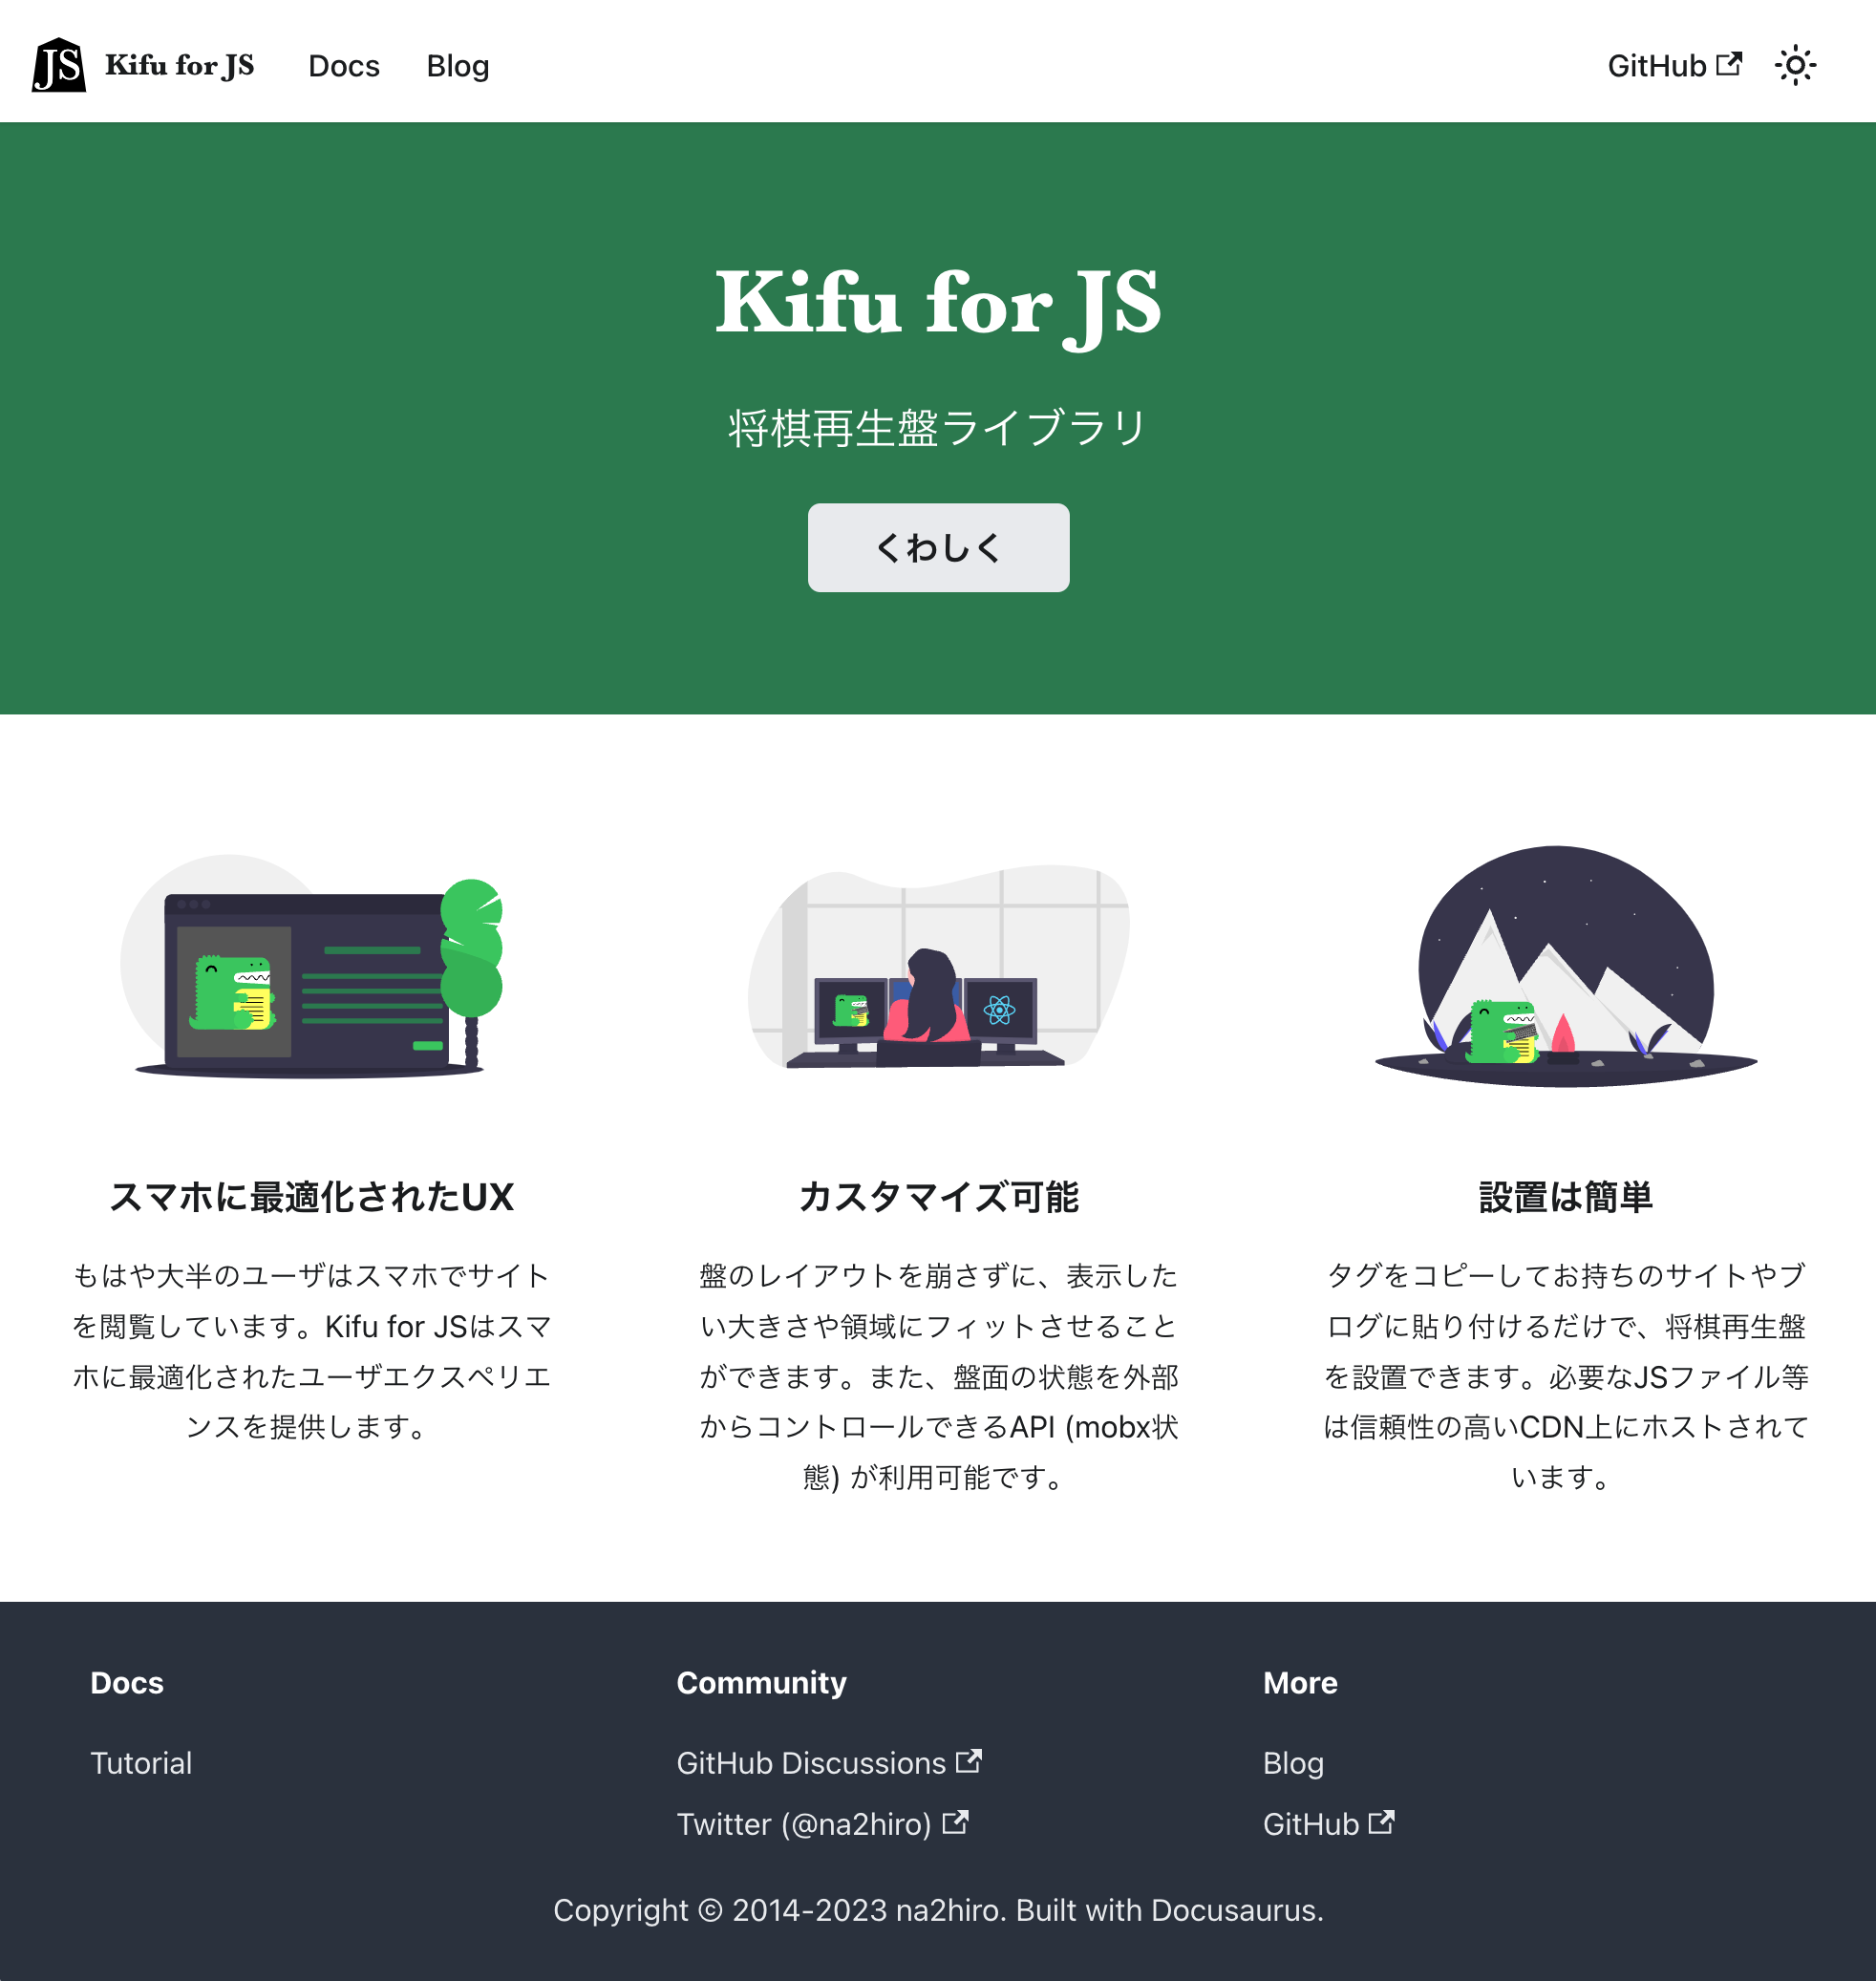 JS Kifu for JS Docs Blog GitHub
Kifu for JS
将棋再生盤ライブラリ
くわしく
スマホに最適化されたUX
もはや大半のユーザはスマホでサイト
を閲覧しています。Kifu for JSはスマ
ホに最適化されたユーザエクスペリエ
ンスを提供します。
カスタマイズ可能
盤のレイアウトを崩さずに、表示した
い大きさや領域にフィットさせること
ができます。また、盤面の状態を外部
からコントロールできるAPI (mobx状
態) が利用可能です。
設置は簡単
タグをコピーしてお持ちのサイトやブ
ログに貼り付けるだけで、将棋再生盤
を設置できます。必要なJSファイル等
は信頼性の高いCDN上にホストされて
います。
Docs
Tutorial
Community
GitHub Discussions
Twitter (@na2hiro)
More
Blog
GitHub
Copyright © 2014-2023 na2hiro. Built with Docusaurus.